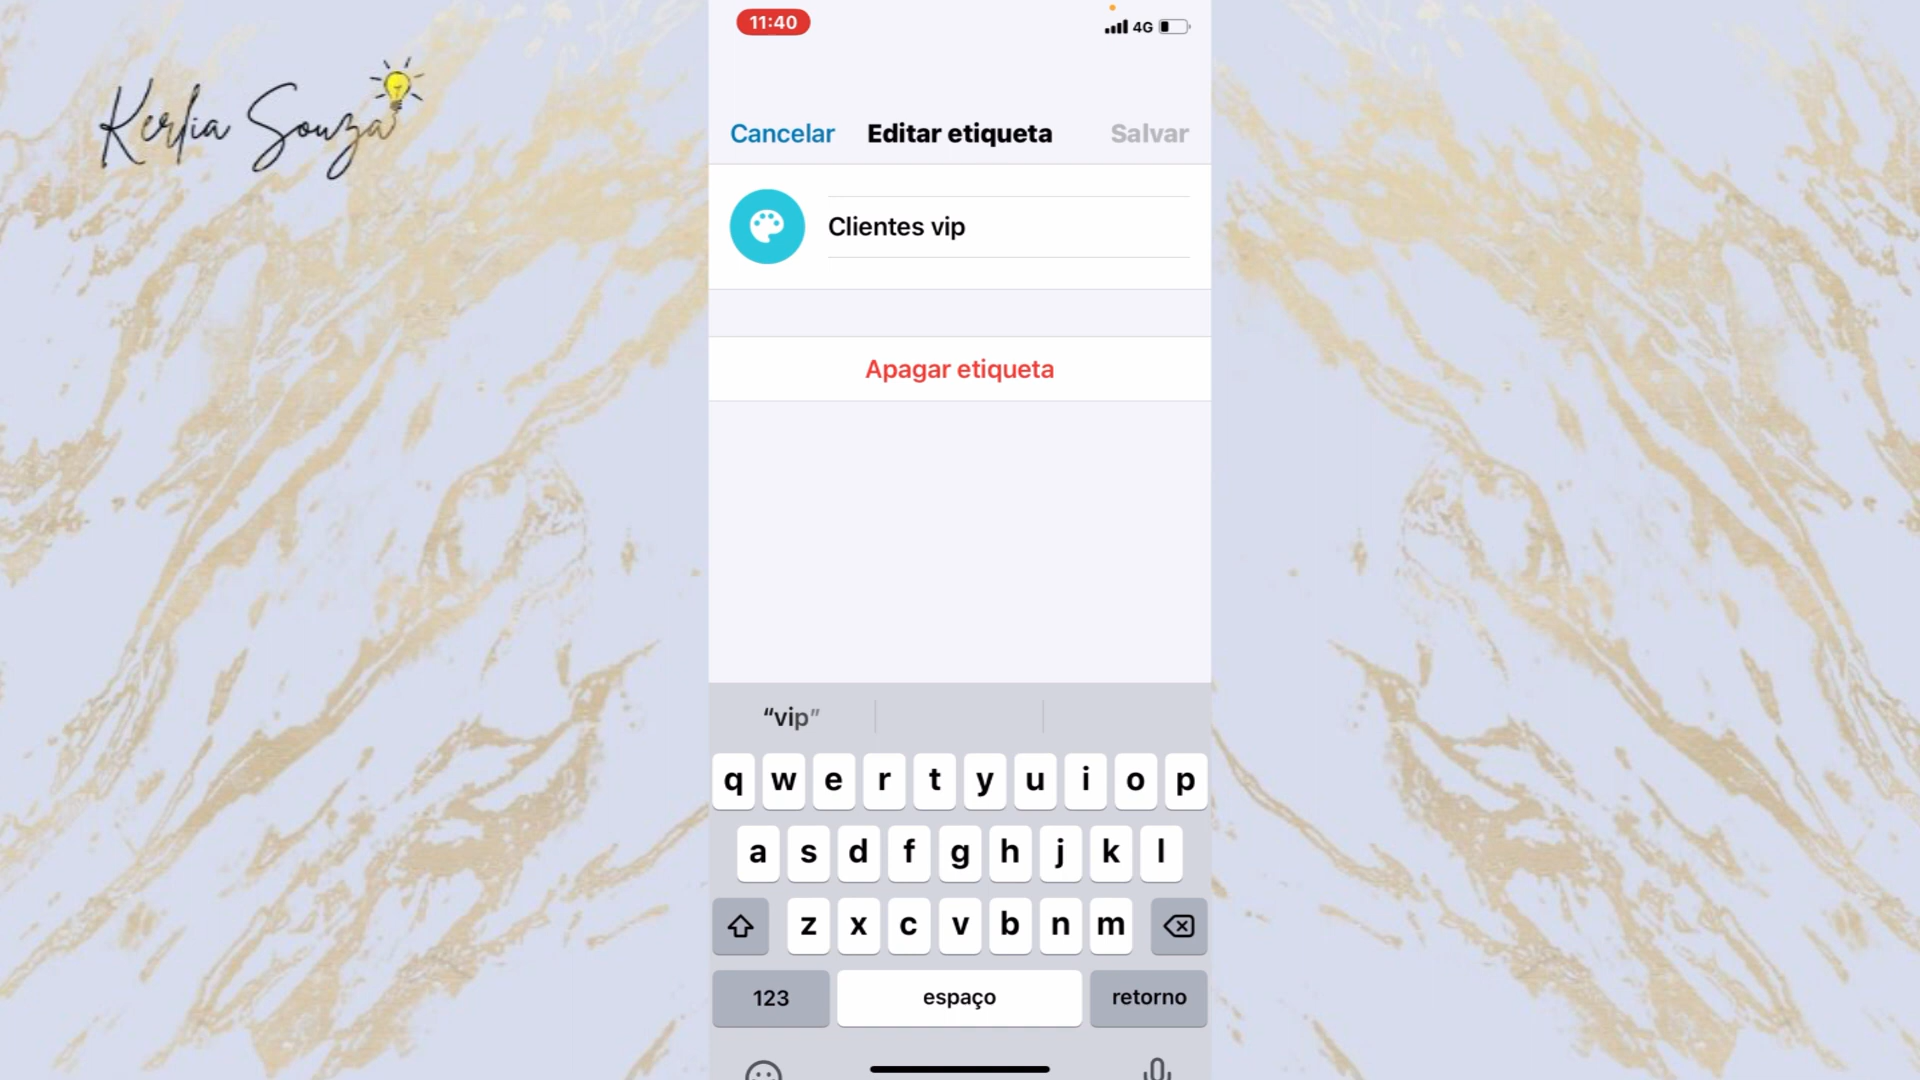 Kerlia Souza
11:40
4G
Cancelar Editar etiqueta Salvar
Clientes vip
Apagar etiqueta
“vip”
q w e r t y u i o p
a s d f g h j k l
z x c v b n m
123 espaço retorno